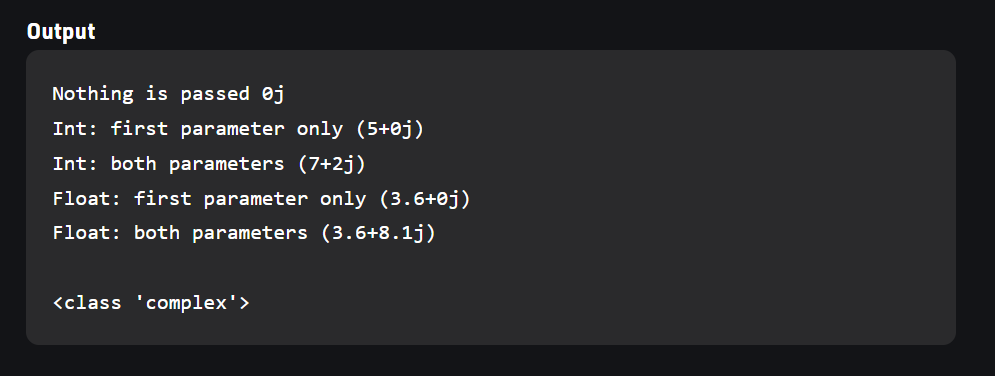 Output
Nothing is passed 0j
Int: first parameter only (5+0j)
Int: both parameters (7+2j)
Float: first parameter only (3.6+0j)
Float: both parameters (3.6+8.1j)
<class 'complex'>